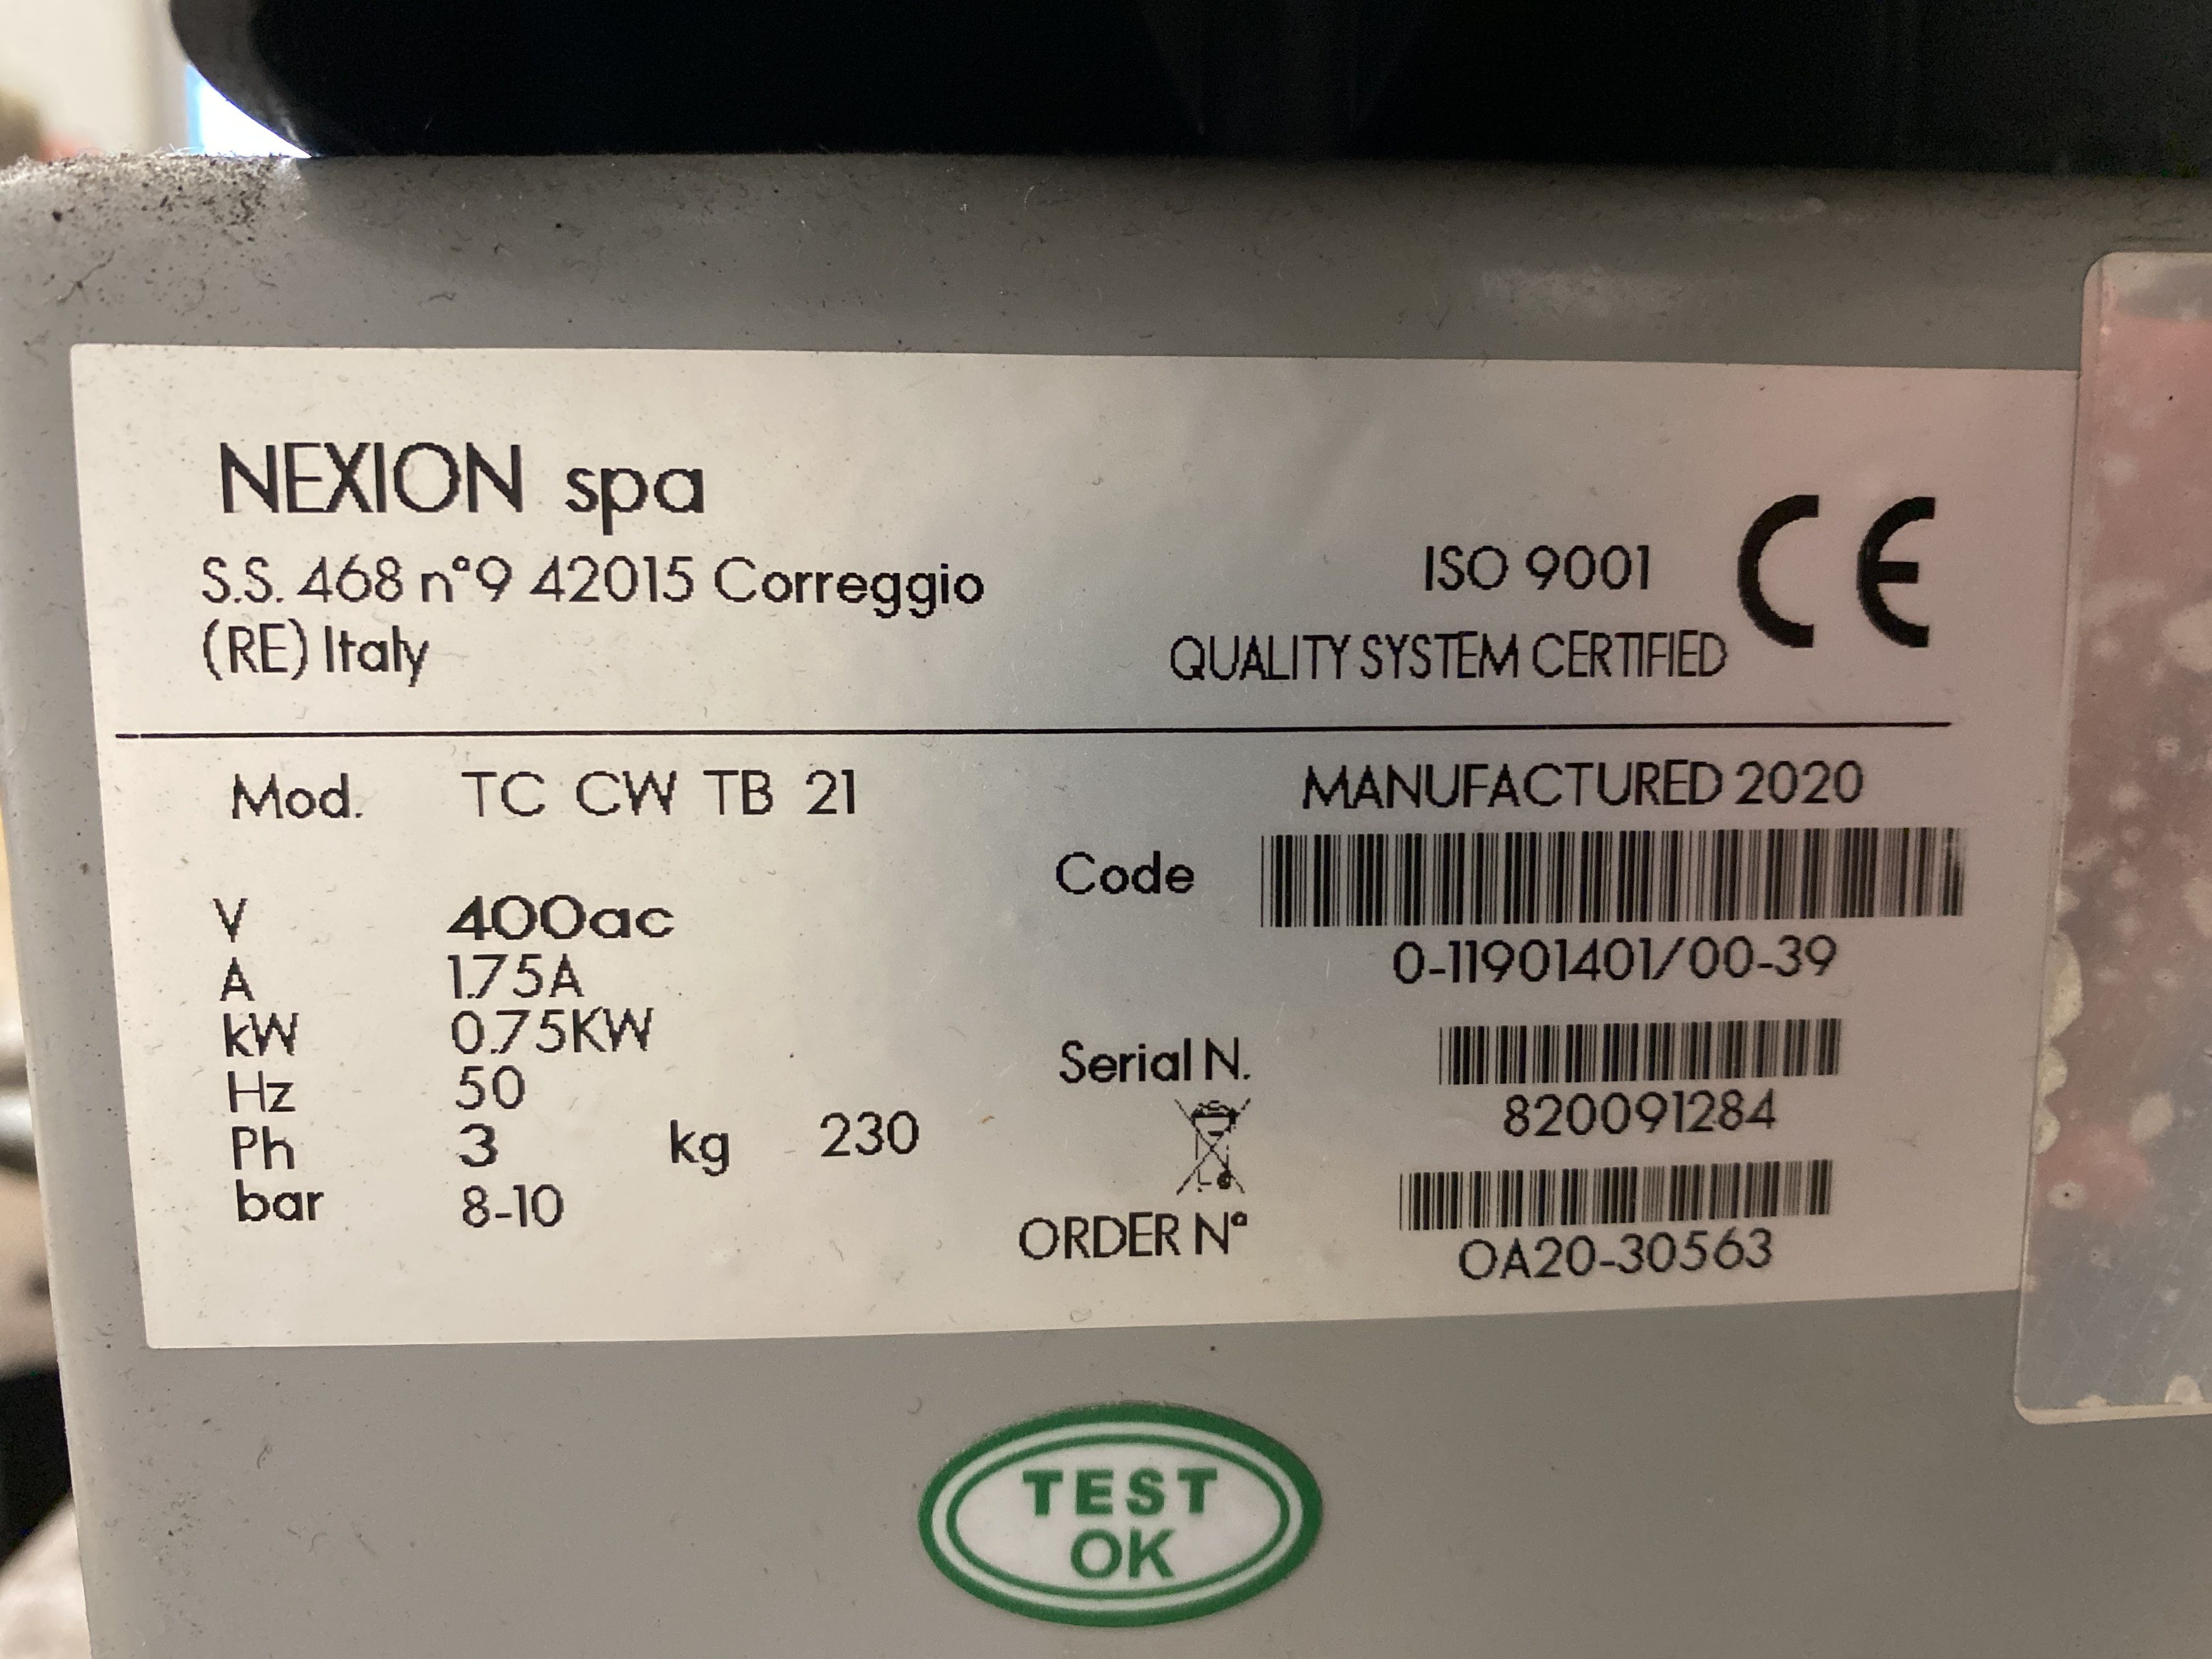 NEXION spa
S.S. 468 n°9 42015 Correggio
(RE) Italy
ISO 9001
QUALITY SYSTEM CERTIFIED
CE
Mod. TC CW TB 21
V 400ac
A 1.75A
kW 0.75KW
Hz 50
Ph 3 kg 230
bar 8-10
MANUFACTURED 2020
Code
0-11901401/00-39
Serial N.
820091284
ORDER N°
OA20-30563
TEST
OK